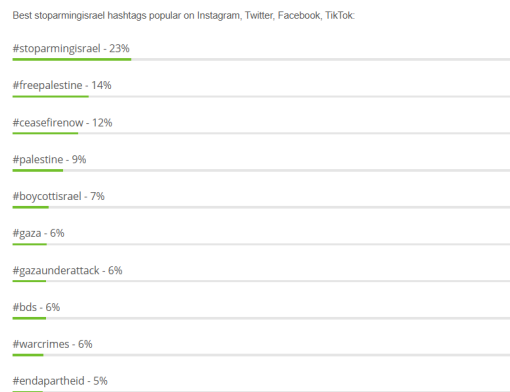 Best stoparmingisrael hashtags popular on Instagram, Twitter, Facebook, TikTok:
#stoparmingisrael - 23%
#freepalestine - 14%
#ceasefirenow - 12%
#palestine - 9%
#boycottisrael - 7%
#gaza - 6%
#gazaunderattack - 6%
#bds - 6%
#warcrimes - 6%
#endapartheid - 5%